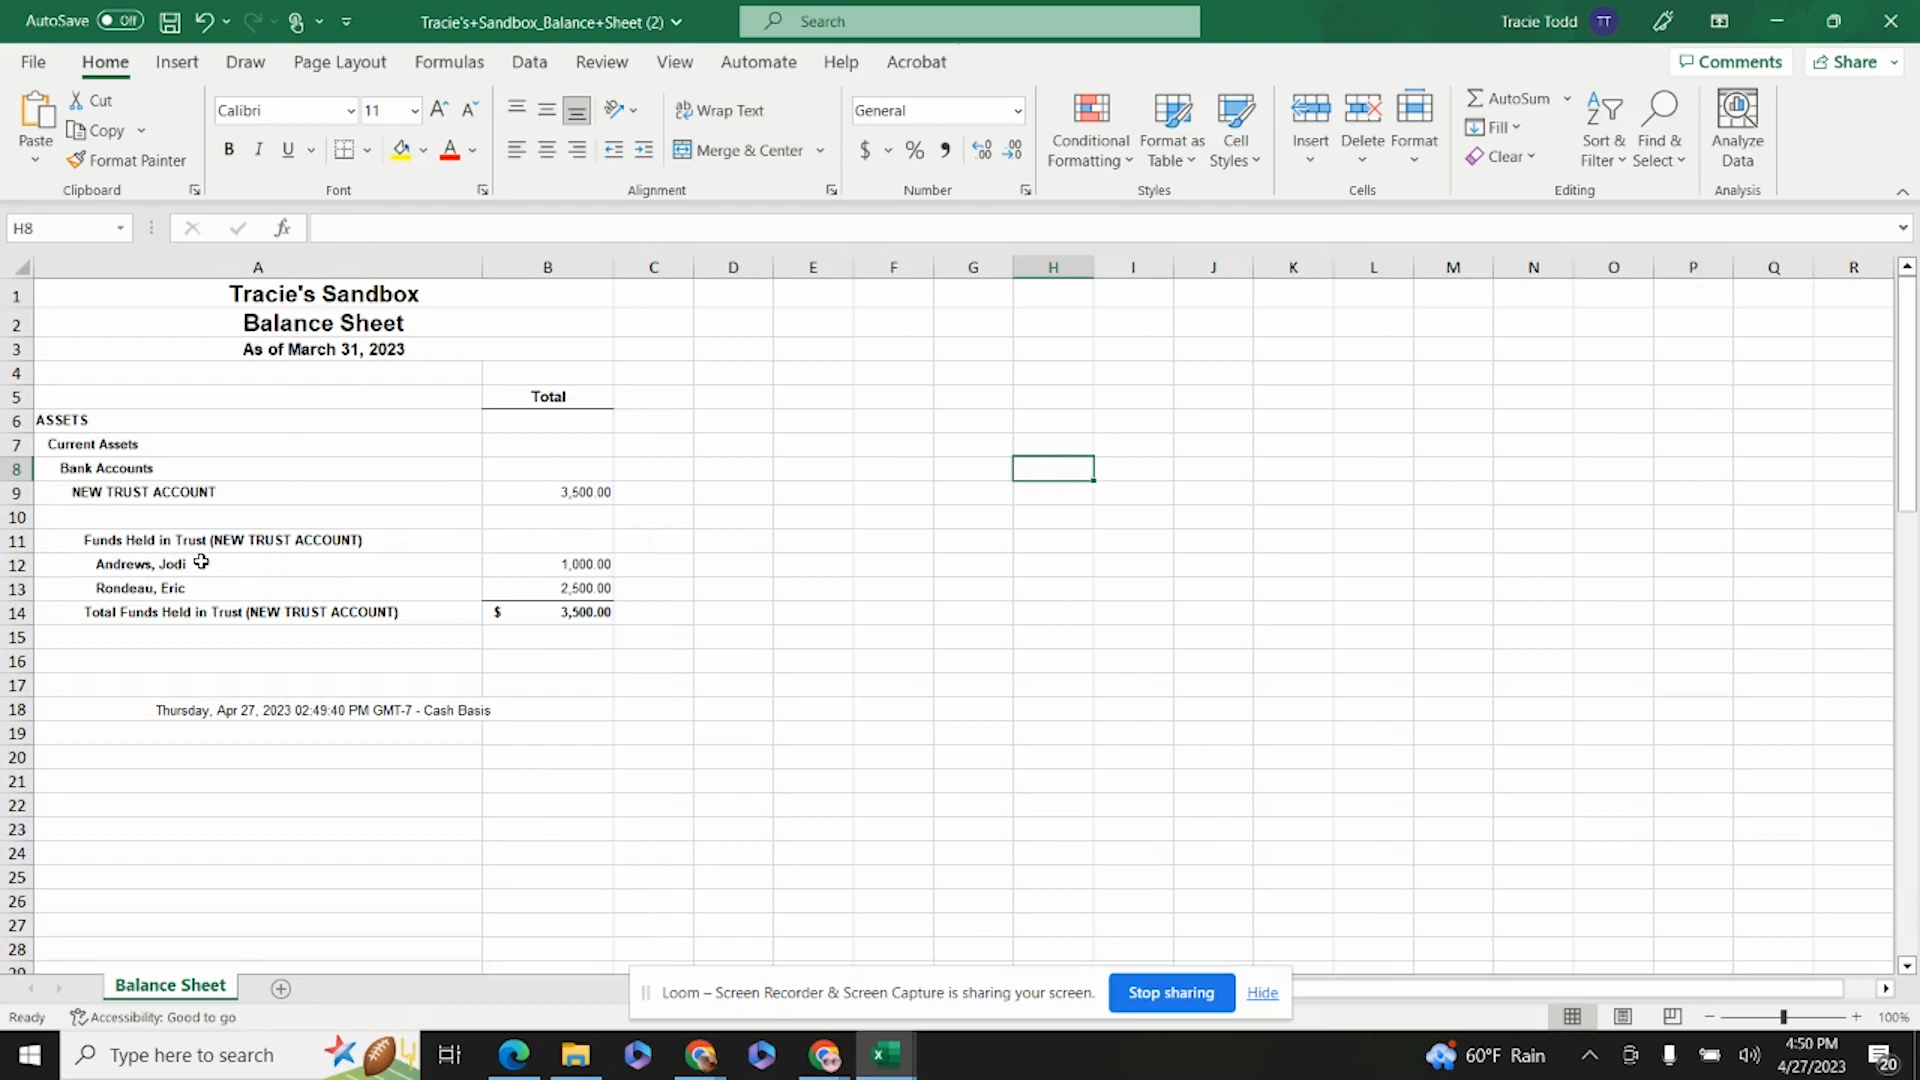 AutoSave Off Tracie's+Sandbox_Balance+Sheet (2) Search Tracie Todd TT
File Home Insert Draw Page Layout Formulas Data Review View Automate Help Acrobat Comments Share
Paste Cut Copy Format Painter Clipboard
Calibri 11 A^ A B I U A Font
Wrap Text Merge & Center Alignment
General $ % 9 .00 .00 Number
Conditional Formatting Format as Table Cell Styles Styles
Insert Delete Format Cells
AutoSum Fill Clear Sort & Filter Find & Select Editing
Analyze Data Analysis
H8 fx
A B C D E F G H I J K L M N O P Q R
1 Tracie's Sandbox
2 Balance Sheet
3 As of March 31, 2023
4
5 Total
6 ASSETS
7 Current Assets
8 Bank Accounts
9 NEW TRUST ACCOUNT 3,500.00
10
11 Funds Held in Trust (NEW TRUST ACCOUNT)
12 Andrews, Jodi 1,000.00
13 Rondeau, Eric 2,500.00
14 Total Funds Held in Trust (NEW TRUST ACCOUNT) $ 3,500.00
15
16
17
18 Thursday, Apr 27, 2023 02:49:40 PM GMT-7 - Cash Basis
19
20
21
22
23
24
25
26
27
28
29
Balance Sheet
Loom – Screen Recorder & Screen Capture is sharing your screen. Stop sharing Hide
Ready Accessibility: Good to go 100%
Type here to search 60°F Rain 4:50 PM
4/27/2023 20